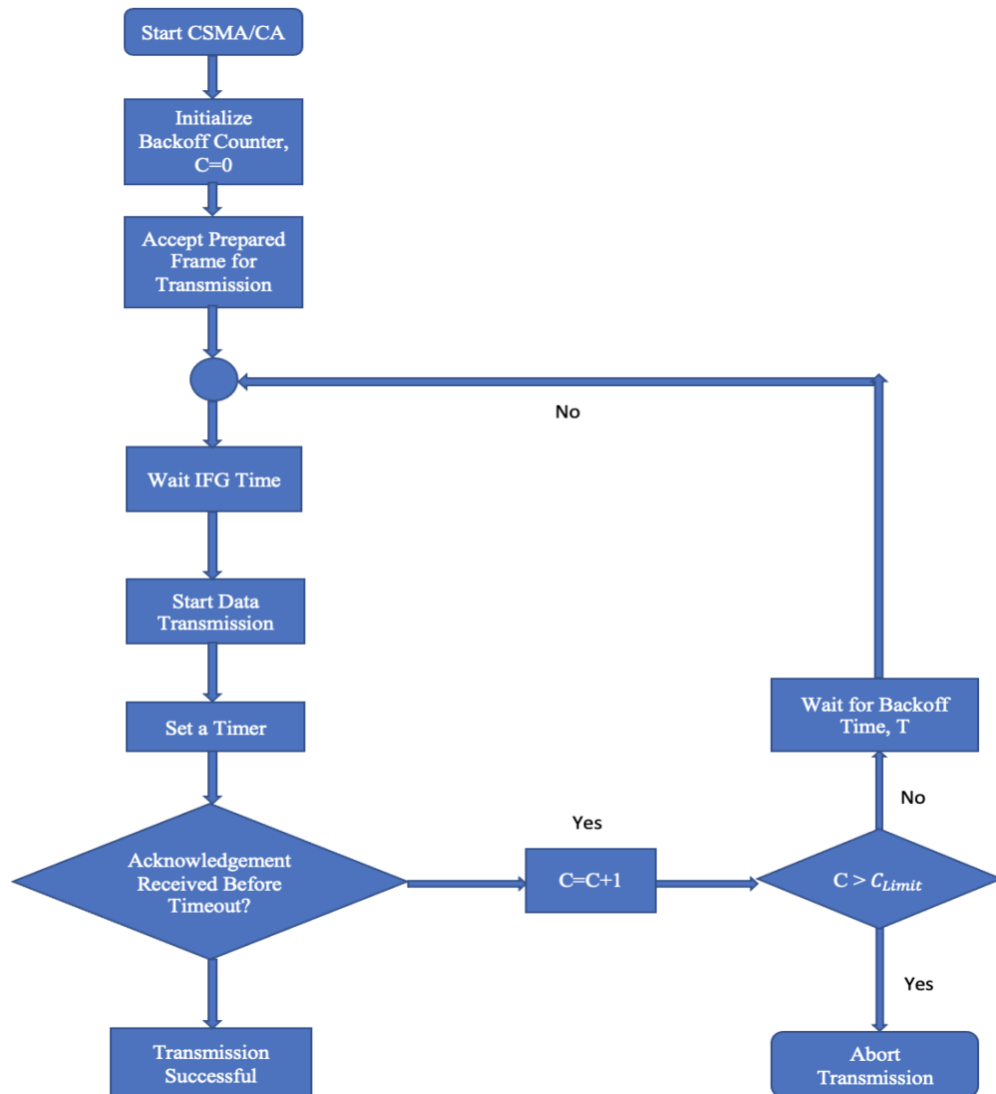 Start CSMA/CA
Initialize
Backoff Counter,
C=0
Accept Prepared
Frame for
Transmission
No
Wait IFG Time
Start Data
Transmission
Set a Timer
Wait for Backoff
Time, T
No
Yes
Acknowledgement
Received Before
Timeout?
C=C+1
C > C_Limit
Yes
Transmission
Successful
Abort
Transmission